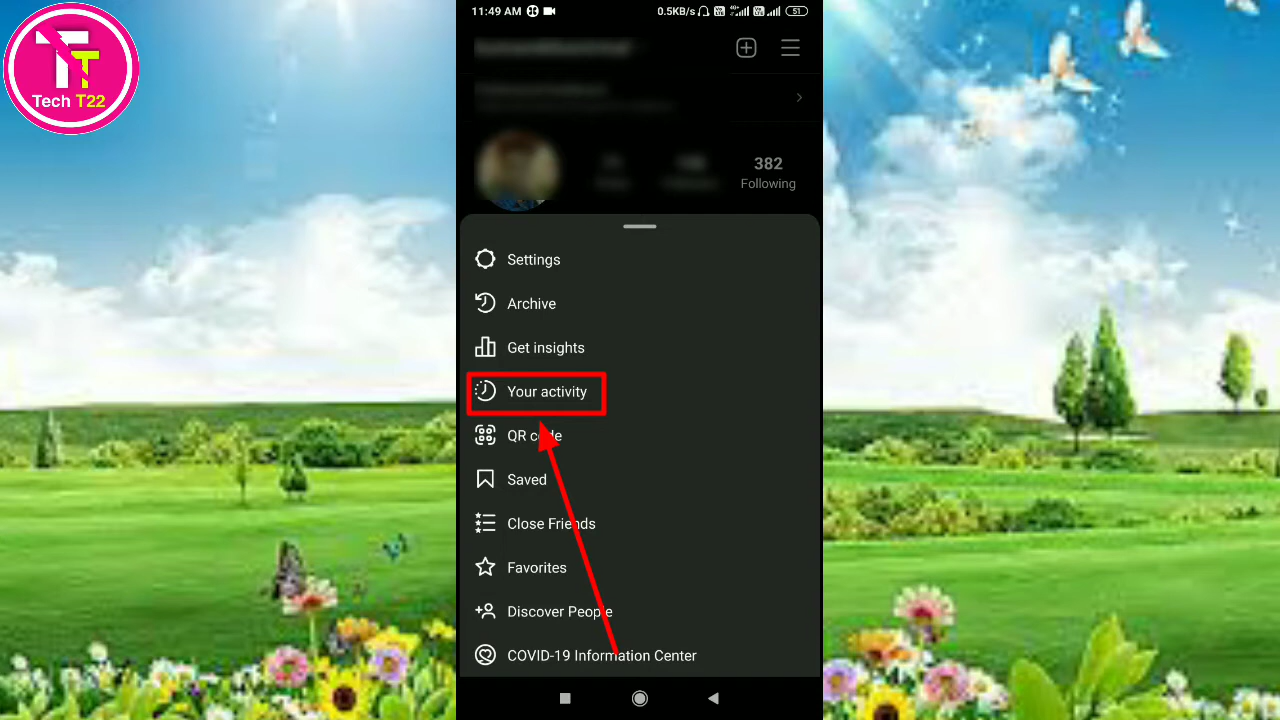 Tech T22
11:49 AM
0.5KB/s
51
382
Following
Settings
Archive
Get insights
Your activity
QR code
Saved
Close Friends
Favorites
Discover People
COVID-19 Information Center